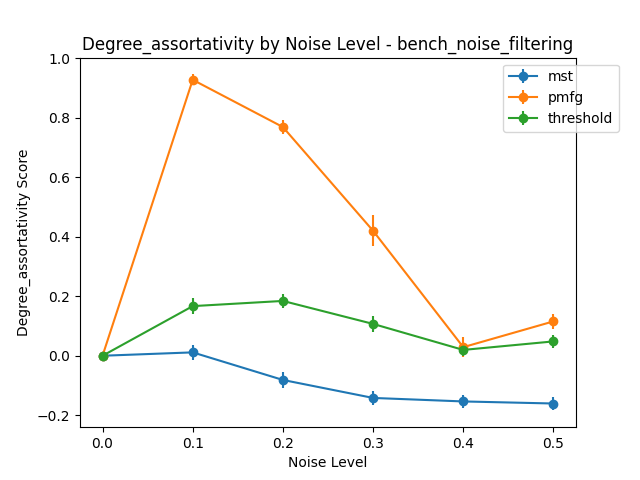 Degree_assortativity by Noise Level - bench_noise_filtering
mst
pmfg
threshold
Degree_assortativity Score
1.0
0.8
0.6
0.4
0.2
0.0
−0.2
0.0 0.1 0.2 0.3 0.4 0.5
Noise Level